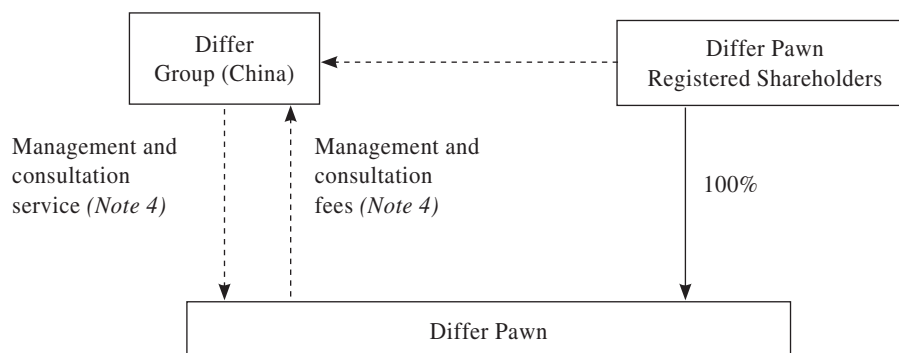 Differ
Group (China)
Differ Pawn
Registered Shareholders
Management and
consultation
service (Note 4)
Management and
consultation
fees (Note 4)
100%
Differ Pawn